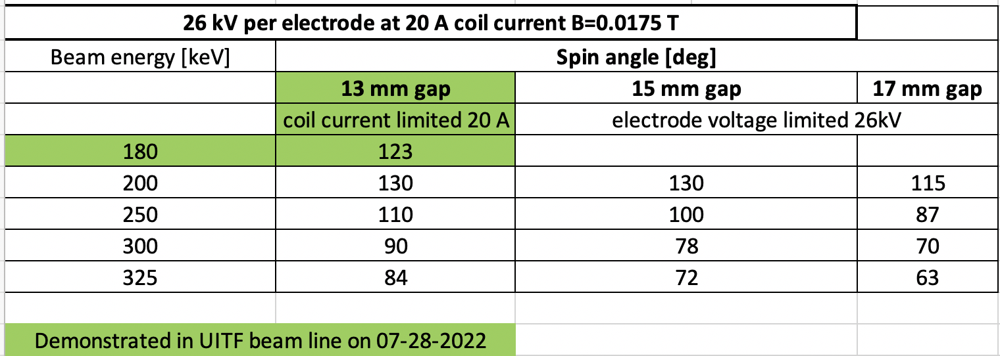 26 kV per electrode at 20 A coil current B=0.0175 T
Beam energy [keV] Spin angle [deg]
13 mm gap 15 mm gap 17 mm gap
coil current limited 20 A electrode voltage limited 26kV
180 123
200 130 130 115
250 110 100 87
300 90 78 70
325 84 72 63
Demonstrated in UITF beam line on 07-28-2022